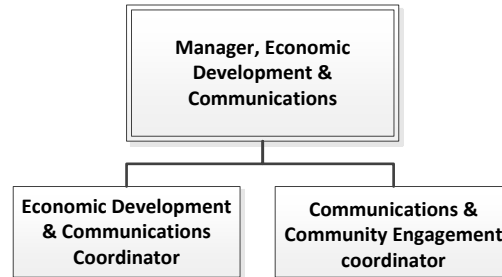 Manager, Economic
Development &
Communications
Economic Development
& Communications
Coordinator
Communications &
Community Engagement
coordinator